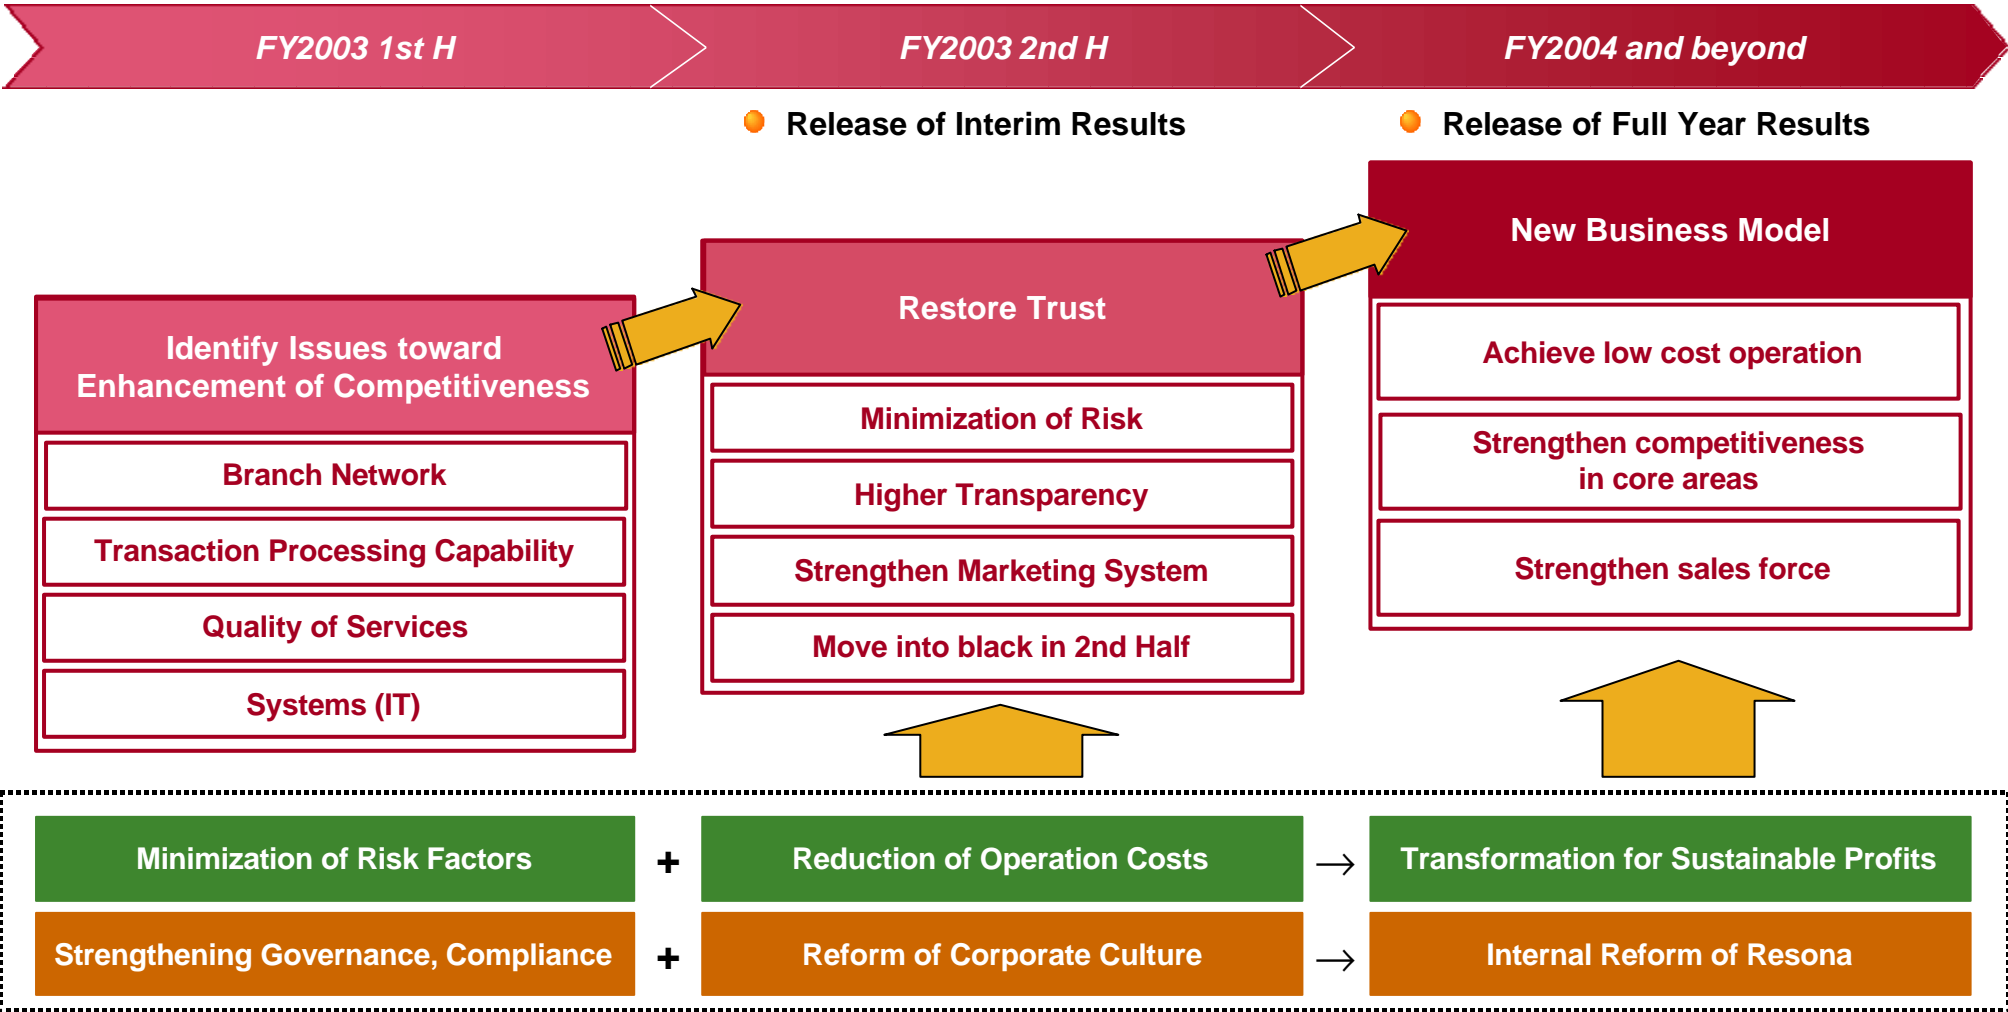 FY2003 1st H
FY2003 2nd H
FY2004 and beyond
Release of Interim Results
Release of Full Year Results
Identify Issues toward
Enhancement of Competitiveness
Branch Network
Transaction Processing Capability
Quality of Services
Systems (IT)
Restore Trust
Minimization of Risk
Higher Transparency
Strengthen Marketing System
Move into black in 2nd Half
New Business Model
Achieve low cost operation
Strengthen competitiveness
in core areas
Strengthen sales force
Minimization of Risk Factors + Reduction of Operation Costs → Transformation for Sustainable Profits
Strengthening Governance, Compliance + Reform of Corporate Culture → Internal Reform of Resona